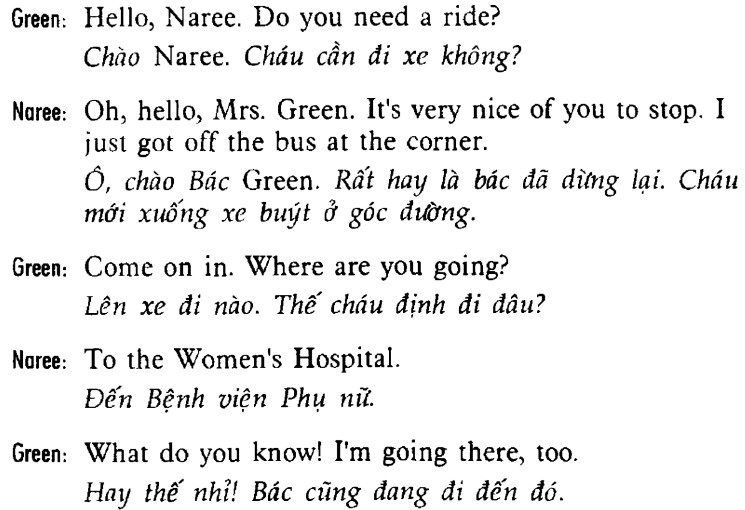 Green: Hello, Naree. Do you need a ride?
Chào Naree. Cháu cần đi xe không?
Naree: Oh, hello, Mrs. Green. It's very nice of you to stop. I
just got off the bus at the corner.
Ô, chào Bác Green. Rất hay là bác đã dừng lại. Cháu
mới xuống xe buýt ở góc đường.
Green: Come on in. Where are you going?
Lên xe đi nào. Thế cháu định đi đâu?
Naree: To the Women's Hospital.
Đến Bệnh viện Phụ nữ.
Green: What do you know! I'm going there, too.
Hay thế nhỉ! Bác cũng đang đi đến đó.